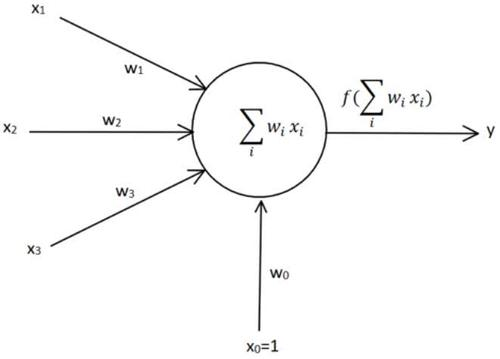 x₁
w₁
f(∑ᵢ wᵢ xᵢ)
x₂
w₂
∑ᵢ wᵢ xᵢ
y
w₃
x₃
w₀
x₀=1